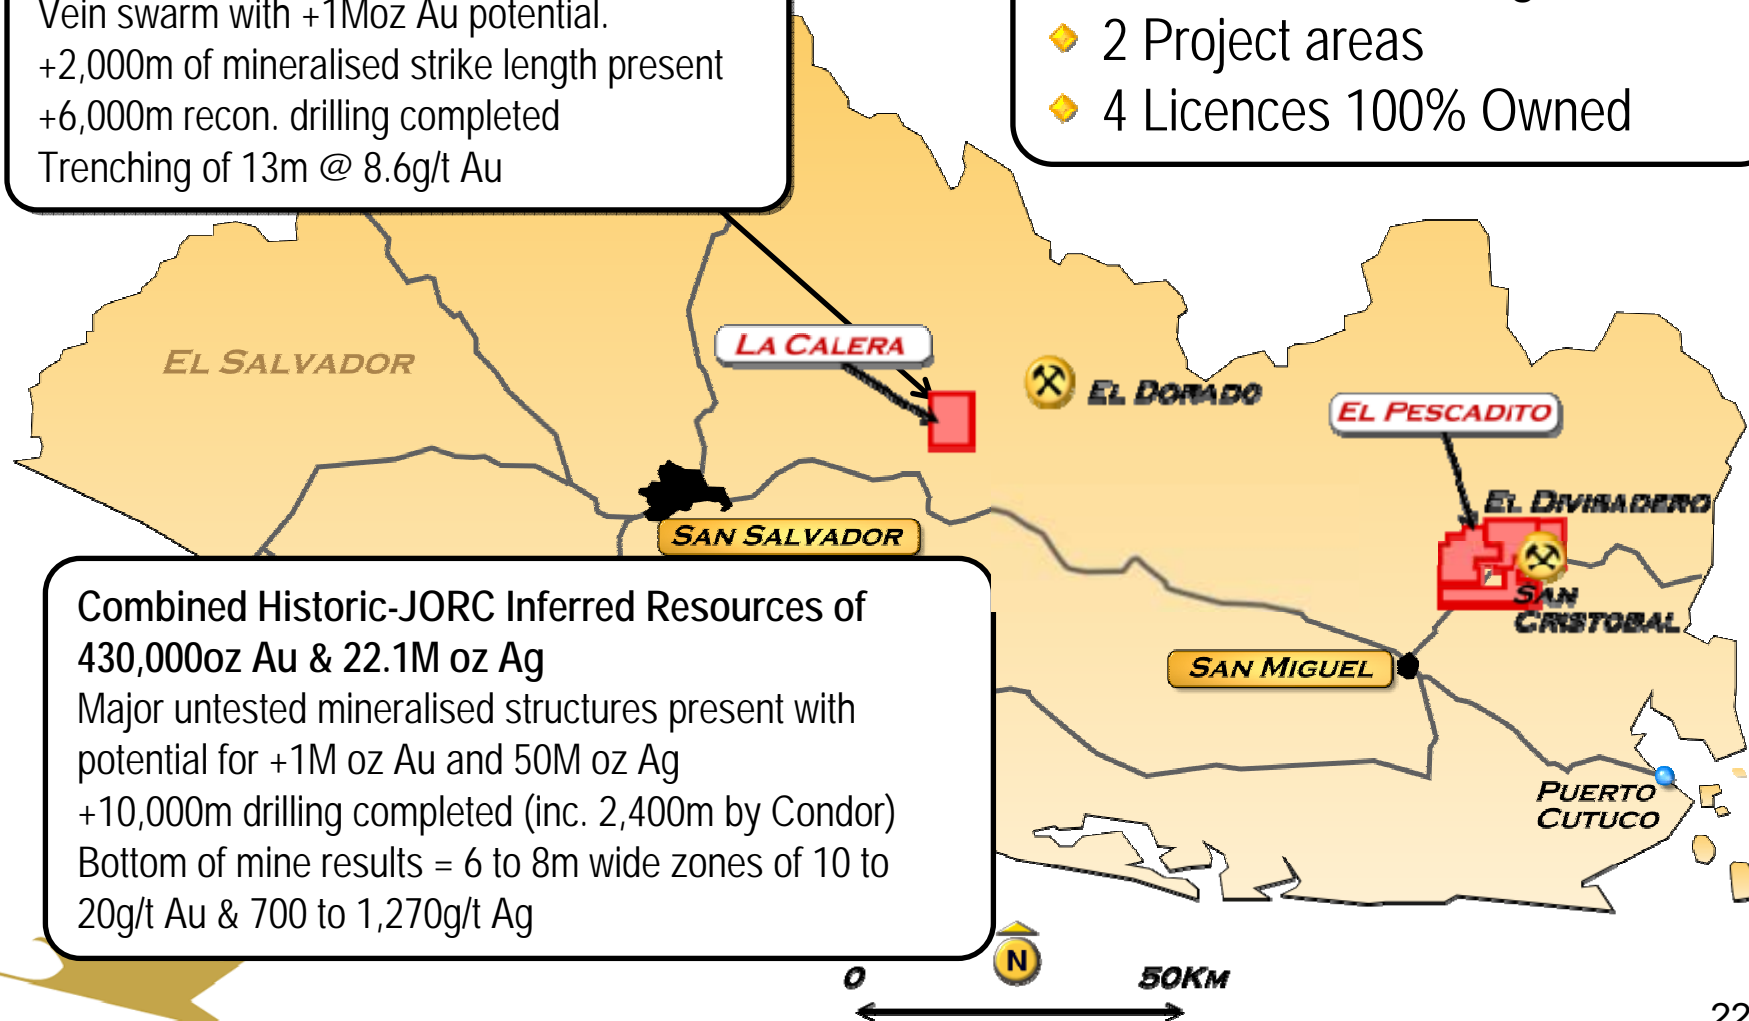 Vein swarm with +1Moz Au potential.
+2,000m of mineralised strike length present
+6,000m recon. drilling completed
Trenching of 13m @ 8.6g/t Au
2 Project areas
4 Licences 100% Owned
EL SALVADOR
LA CALERA
EL DORADO
EL PESCADITO
EL DIVISADERO
SAN SALVADOR
SAN
CRISTOBAL
SAN MIGUEL
PUERTO
CUTUCO
Combined Historic-JORC Inferred Resources of
430,000oz Au & 22.1M oz Ag
Major untested mineralised structures present with
potential for +1M oz Au and 50M oz Ag
+10,000m drilling completed (inc. 2,400m by Condor)
Bottom of mine results = 6 to 8m wide zones of 10 to
20g/t Au & 700 to 1,270g/t Ag
N
0 50KM
22